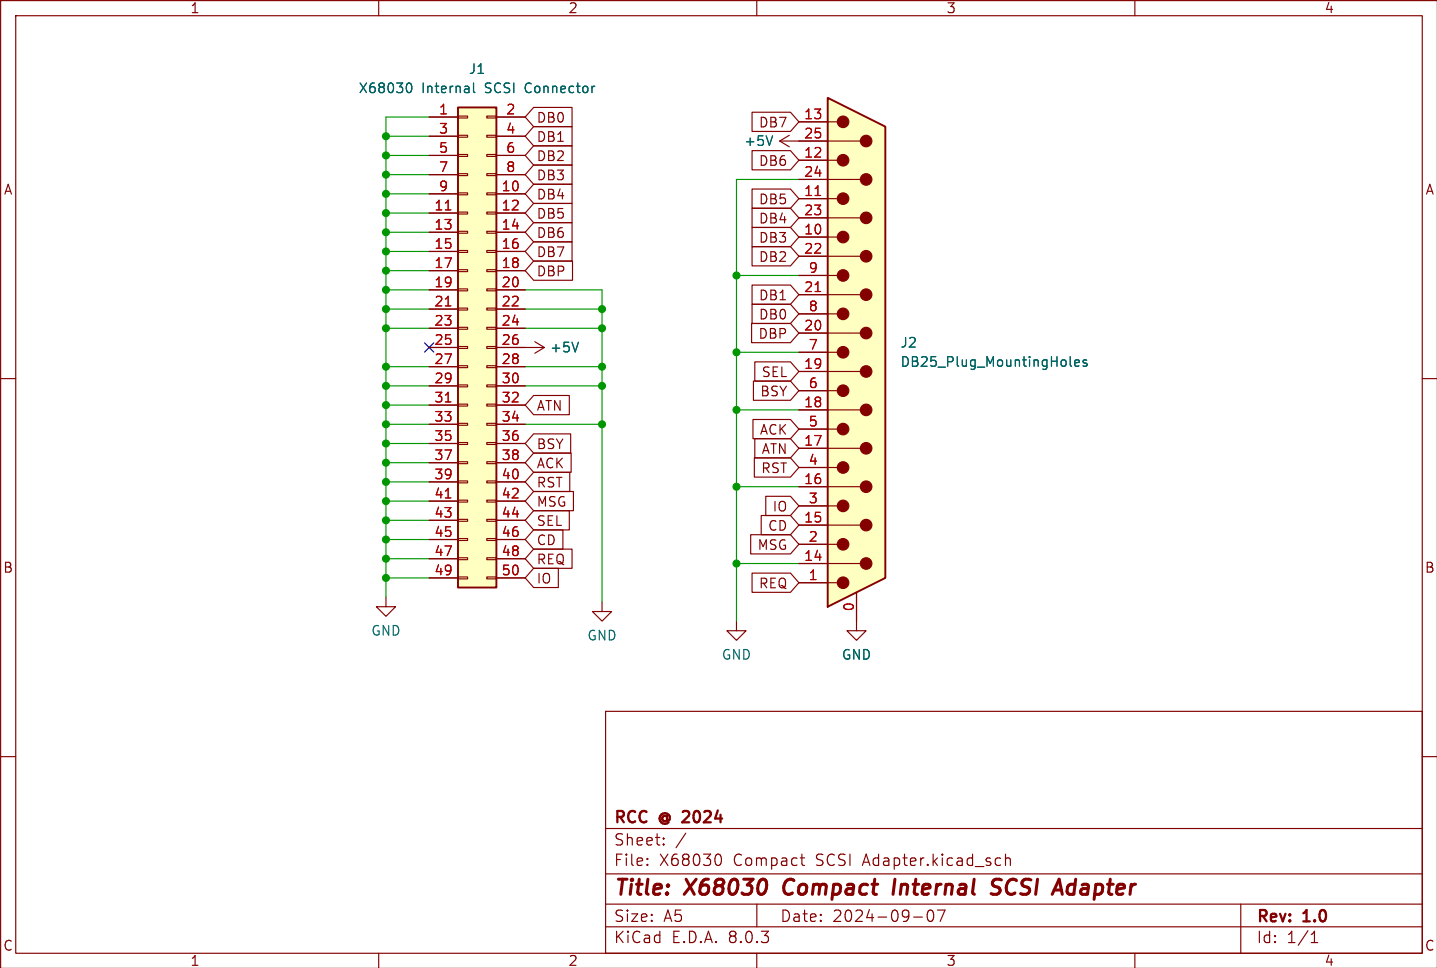 1 2 3 4
J1
X68030 Internal SCSI Connector
1 2 DB0
3 4 DB1
5 6 DB2
7 8 DB3
9 10 DB4
11 12 DB5
13 14 DB6
15 16 DB7
17 18 DBP
19 20
21 22
23 24
25 26 +5V
27 28
29 30
31 32 ATN
33 34
35 36 BSY
37 38 ACK
39 40 RST
41 42 MSG
43 44 SEL
45 46 CD
47 48 REQ
49 50 IO
GND
GND
DB7 13
+5V 25
DB6 12
24
DB5 11
DB4 23
DB3 10
DB2 22
9
DB1 21
DB0 8
DBP 20
7
SEL 19
BSY 6
18
ACK 5
ATN 17
RST 4
16
IO 3
CD 15
MSG 2
14
REQ 1
0
J2
DB25_Plug_MountingHoles
GND
GND
A A
B B
C C
RCC @ 2024
Sheet: /
File: X68030 Compact SCSI Adapter.kicad_sch
Title: X68030 Compact Internal SCSI Adapter
Size: A5 Date: 2024-09-07 Rev: 1.0
KiCad E.D.A. 8.0.3 Id: 1/1
1 2 3 4